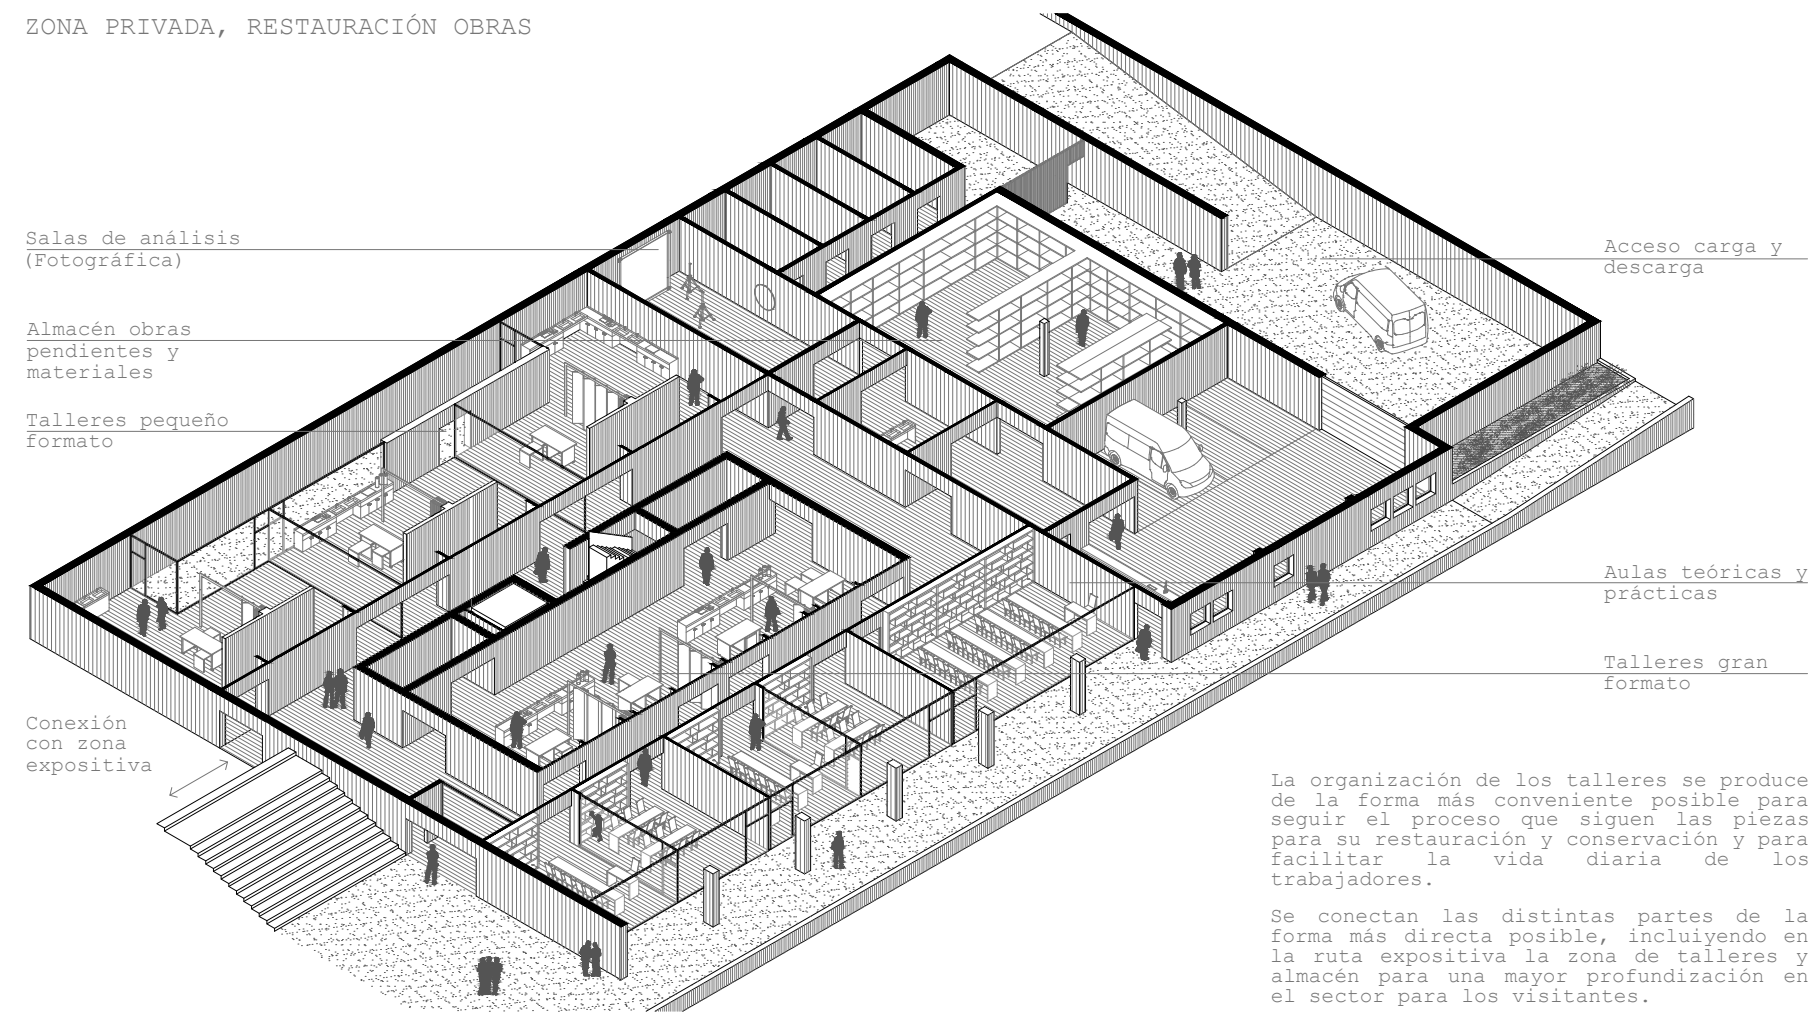 ZONA PRIVADA, RESTAURACIÓN OBRAS
Salas de análisis
(Fotográfica)
Almacén obras
pendientes y
materiales
Talleres pequeño
formato
Conexión
con zona
expositiva
Acceso carga y
descarga
Aulas teóricas y
prácticas
Talleres gran
formato
La organización de los talleres se produce
de la forma más conveniente posible para
seguir el proceso que siguen las piezas
para su restauración y conservación y para
facilitar la vida diaria de los
trabajadores.
Se conectan las distintas partes de la
forma más directa posible, incluiyendo en
la ruta expositiva la zona de talleres y
almacén para una mayor profundización en
el sector para los visitantes.